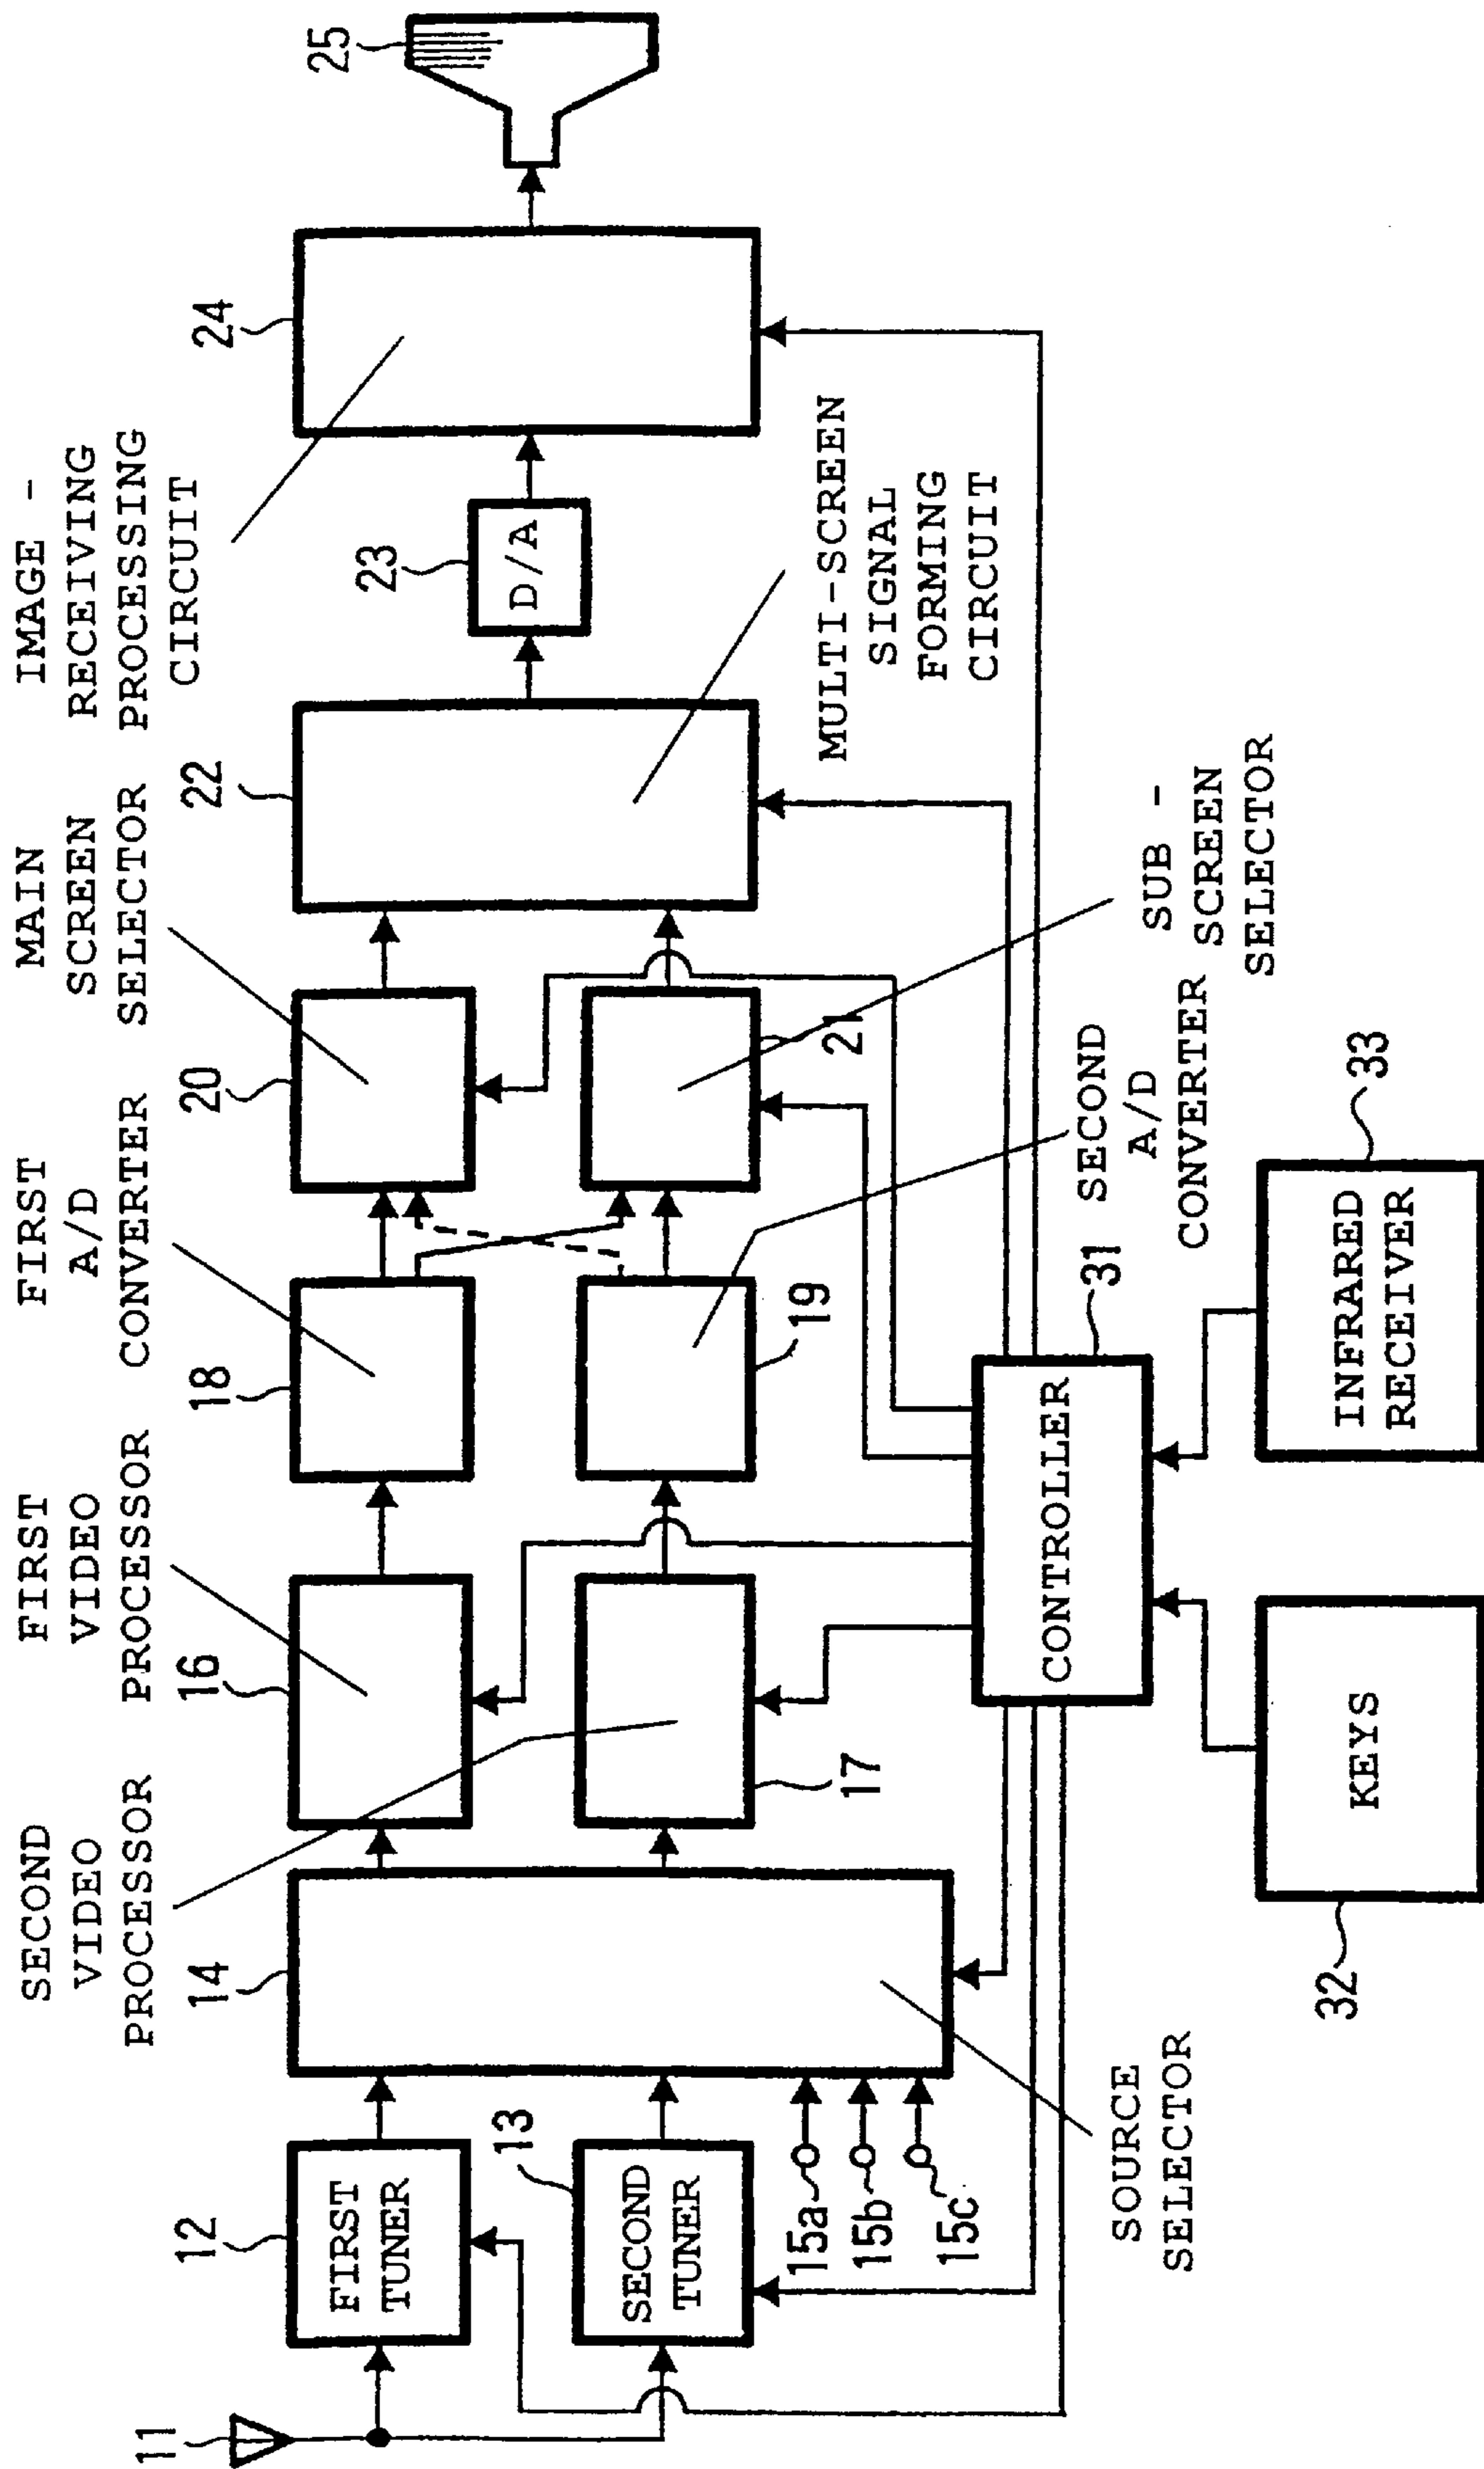 SECOND
VIDEO
PROCESSOR
FIRST
VIDEO
PROCESSOR
FIRST
A/D
CONVERTER
MAIN
SCREEN
SELECTOR
IMAGE -
RECEIVING
PROCESSING
CIRCUIT
11
12
FIRST
TUNER
13
SECOND
TUNER
14
15a
15b
15c
SOURCE
SELECTOR
16
17
18
19
20
21
22
23
D/A
24
25
MULTI-SCREEN
SIGNAL
FORMING
CIRCUIT
SUB -
SCREEN
SELECTOR
SECOND
A/D
CONVERTER
31
CONTROLLER
32
KEYS
33
INFRARED
RECEIVER